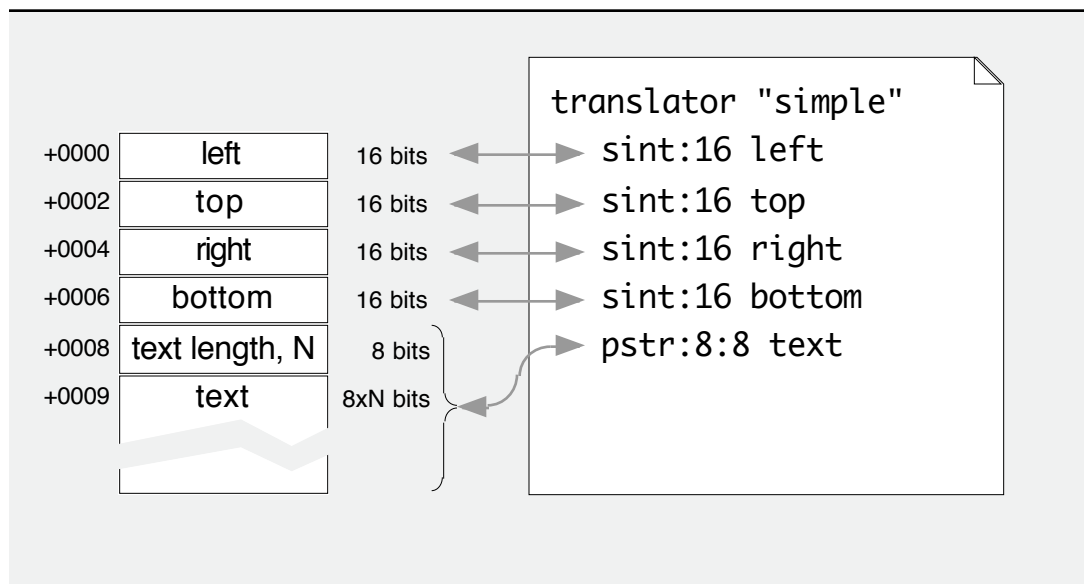 translator "simple"
+0000 left 16 bits sint:16 left
+0002 top 16 bits sint:16 top
+0004 right 16 bits sint:16 right
+0006 bottom 16 bits sint:16 bottom
+0008 text length, N 8 bits pstr:8:8 text
+0009 text 8xN bits